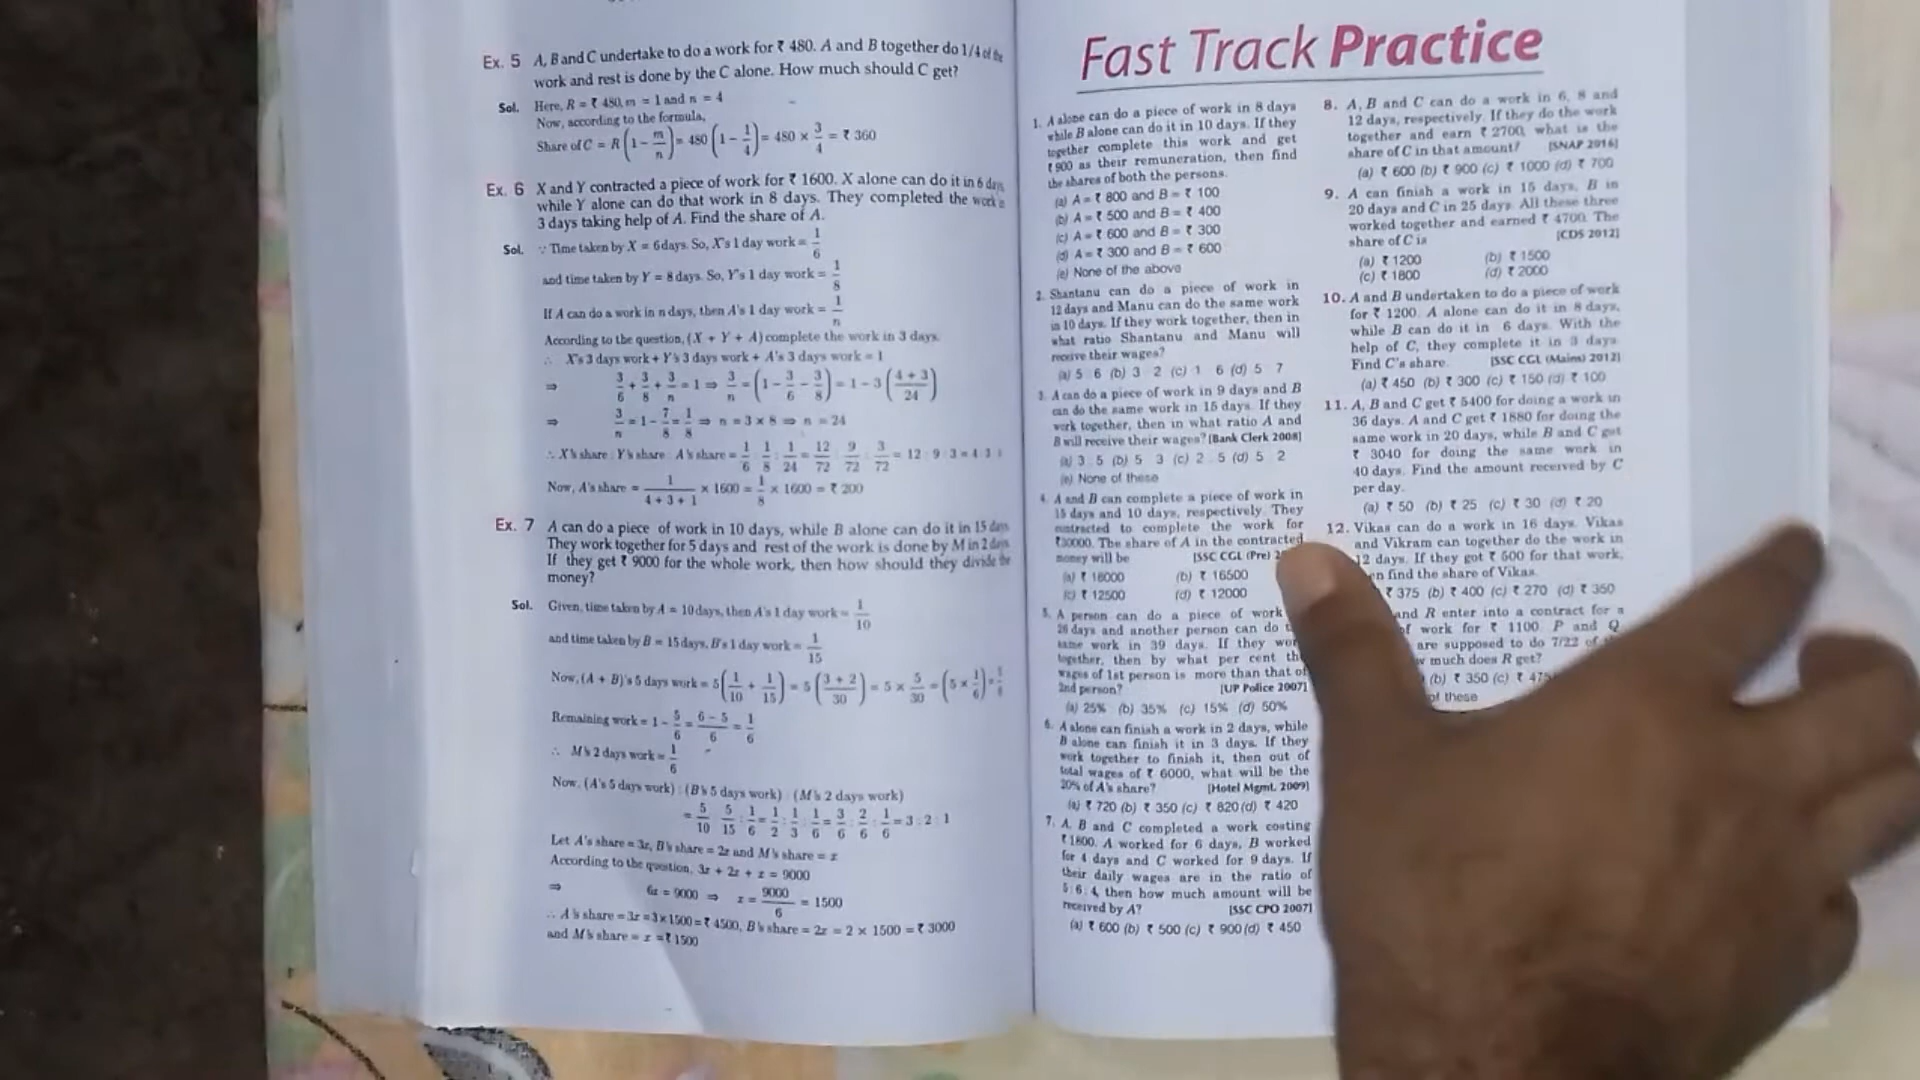 Ex. 5 A, B and C undertake to do a work for ₹ 480. A and B together do 1/4 of the
work and rest is done by the C alone. How much should C get?
Sol. Here, R = ₹ 480, m = 1 and n = 4
Now, according to the formula,
Share of C = R(1 − m/n) = 480(1 − 1/4) = 480 × 3/4 = ₹ 360
Ex. 6 X and Y contracted a piece of work for ₹ 1600. X alone can do it in 6 days
while Y alone can do that work in 8 days. They completed the work in
3 days taking help of A. Find the share of A.
Sol. ∵ Time taken by X = 6 days. So, X's 1 day work = 1/6
and time taken by Y = 8 days. So, Y's 1 day work = 1/8
If A can do a work in n days, then A's 1 day work = 1/n
According to the question, (X + Y + A) complete the work in 3 days.
∴ X's 3 days work + Y's 3 days work + A's 3 days work = 1
⇒ 3/6 + 3/8 + 3/n = 1 ⇒ 3/n = (1 − 3/6 − 3/8) = 1 − 3((4 + 3)/24)
⇒ 3/n = 1 − 7/8 = 1/8 ⇒ n = 3 × 8 ⇒ n = 24
∴ X's share : Y's share : A's share = 1/6 : 1/8 : 1/24 = 12/72 : 9/72 : 3/72 = 12 : 9 : 3 = 4 : 3 : 1
Now, A's share = 1/(4 + 3 + 1) × 1600 = 1/8 × 1600 = ₹ 200
Ex. 7 A can do a piece of work in 10 days, while B alone can do it in 15 days
They work together for 5 days and rest of the work is done by M in 2 days
If they get ₹ 9000 for the whole work, then how should they divide the
money?
Sol. Given, time taken by A = 10 days, then A's 1 day work = 1/10
and time taken by B = 15 days, B's 1 day work = 1/15
Now, (A + B)'s 5 days work = 5(1/10 + 1/15) = 5((3 + 2)/30) = 5 × 5/30 = (5 × 1/6) =
Remaining work = 1 − 5/6 = (6 − 5)/6 = 1/6
∴ M's 2 days work = 1/6
Now, (A's 5 days work) : (B's 5 days work) : (M's 2 days work)
= 5/10 : 5/15 : 1/6 = 1/2 : 1/3 : 1/6 = 3/6 : 2/6 : 1/6 = 3 : 2 : 1
Let A's share = 3x, B's share = 2x and M's share = x
According to the question, 3x + 2x + x = 9000
⇒ 6x = 9000 ⇒ x = 9000/6 = 1500
∴ A's share = 3x = 3 × 1500 = ₹ 4500, B's share = 2x = 2 × 1500 = ₹ 3000
and M's share = x = ₹ 1500
Fast Track Practice
1. A alone can do a piece of work in 8 days
while B alone can do it in 10 days. If they
together complete this work and get
₹ 900 as their remuneration, then find
the shares of both the persons.
(a) A = ₹ 800 and B = ₹ 100
(b) A = ₹ 500 and B = ₹ 400
(c) A = ₹ 600 and B = ₹ 300
(d) A = ₹ 300 and B = ₹ 600
(e) None of the above
2. Shantanu can do a piece of work in
12 days and Manu can do the same work
in 10 days. If they work together, then in
what ratio Shantanu and Manu will
receive their wages?
(a) 5 : 6 (b) 3 : 2 (c) 1 : 6 (d) 5 : 7
3. A can do a piece of work in 9 days and B
can do the same work in 15 days. If they
work together, then in what ratio A and
B will receive their wages? [Bank Clerk 2008]
(a) 3 : 5 (b) 5 : 3 (c) 2 : 5 (d) 5 : 2
(e) None of these
4. A and B can complete a piece of work in
15 days and 10 days, respectively. They
contracted to complete the work for
₹30000. The share of A in the contracted
money will be [SSC CGL (Pre)
(a) ₹ 18000 (b) ₹ 16500
(c) ₹ 12500 (d) ₹ 12000
5. A person can do a piece of work
26 days and another person can do
same work in 39 days. If they
together, then by what per cent
wages of 1st person is more than that of
2nd person? [UP Police 2007]
(a) 25% (b) 35% (c) 15% (d) 50%
6. A alone can finish a work in 2 days, while
B alone can finish it in 3 days. If they
work together to finish it, then out of
total wages of ₹ 6000, what will be the
20% of A's share? [Hotel Mgmt. 2009]
(a) ₹ 720 (b) ₹ 350 (c) ₹ 820 (d) ₹ 420
7. A, B and C completed a work costing
₹ 1800. A worked for 6 days, B worked
for 4 days and C worked for 9 days. If
their daily wages are in the ratio of
5 : 6 : 4, then how much amount will be
received by A? [SSC CPO 2007]
(a) ₹ 600 (b) ₹ 500 (c) ₹ 900 (d) ₹ 450
8. A, B and C can do a work in 6, 8 and
12 days, respectively. If they do the work
together and earn ₹ 2700, what is the
share of C in that amount? [SNAP 2016]
(a) ₹ 600 (b) ₹ 900 (c) ₹ 1000 (d) ₹ 700
9. A can finish a work in 15 days, B in
20 days and C in 25 days. All these three
worked together and earned ₹ 4700. The
share of C is [CDS 2012]
(a) ₹ 1200 (b) ₹ 1500
(c) ₹ 1800 (d) ₹ 2000
10. A and B undertaken to do a piece of work
for ₹ 1200. A alone can do it in 8 days,
while B can do it in 6 days. With the
help of C, they complete it in 3 days.
Find C's share. [SSC CGL (Mains) 2012]
(a) ₹ 450 (b) ₹ 300 (c) ₹ 150 (d) ₹ 100
11. A, B and C get ₹ 5400 for doing a work in
36 days. A and C get ₹ 1880 for doing the
same work in 20 days, while B and C get
₹ 3040 for doing the same work in
40 days. Find the amount received by C
per day.
(a) ₹ 50 (b) ₹ 25 (c) ₹ 30 (d) ₹ 20
12. Vikas can do a work in 16 days. Vikas
and Vikram can together do the work in
12 days. If they got ₹ 600 for that work,
find the share of Vikas.
₹ 375 (b) ₹ 400 (c) ₹ 270 (d) ₹ 350
and R enter into a contract for a
of work for ₹ 1100. P and Q
are supposed to do 7/22 of
much does R get?
(b) ₹ 350 (c) ₹
of these